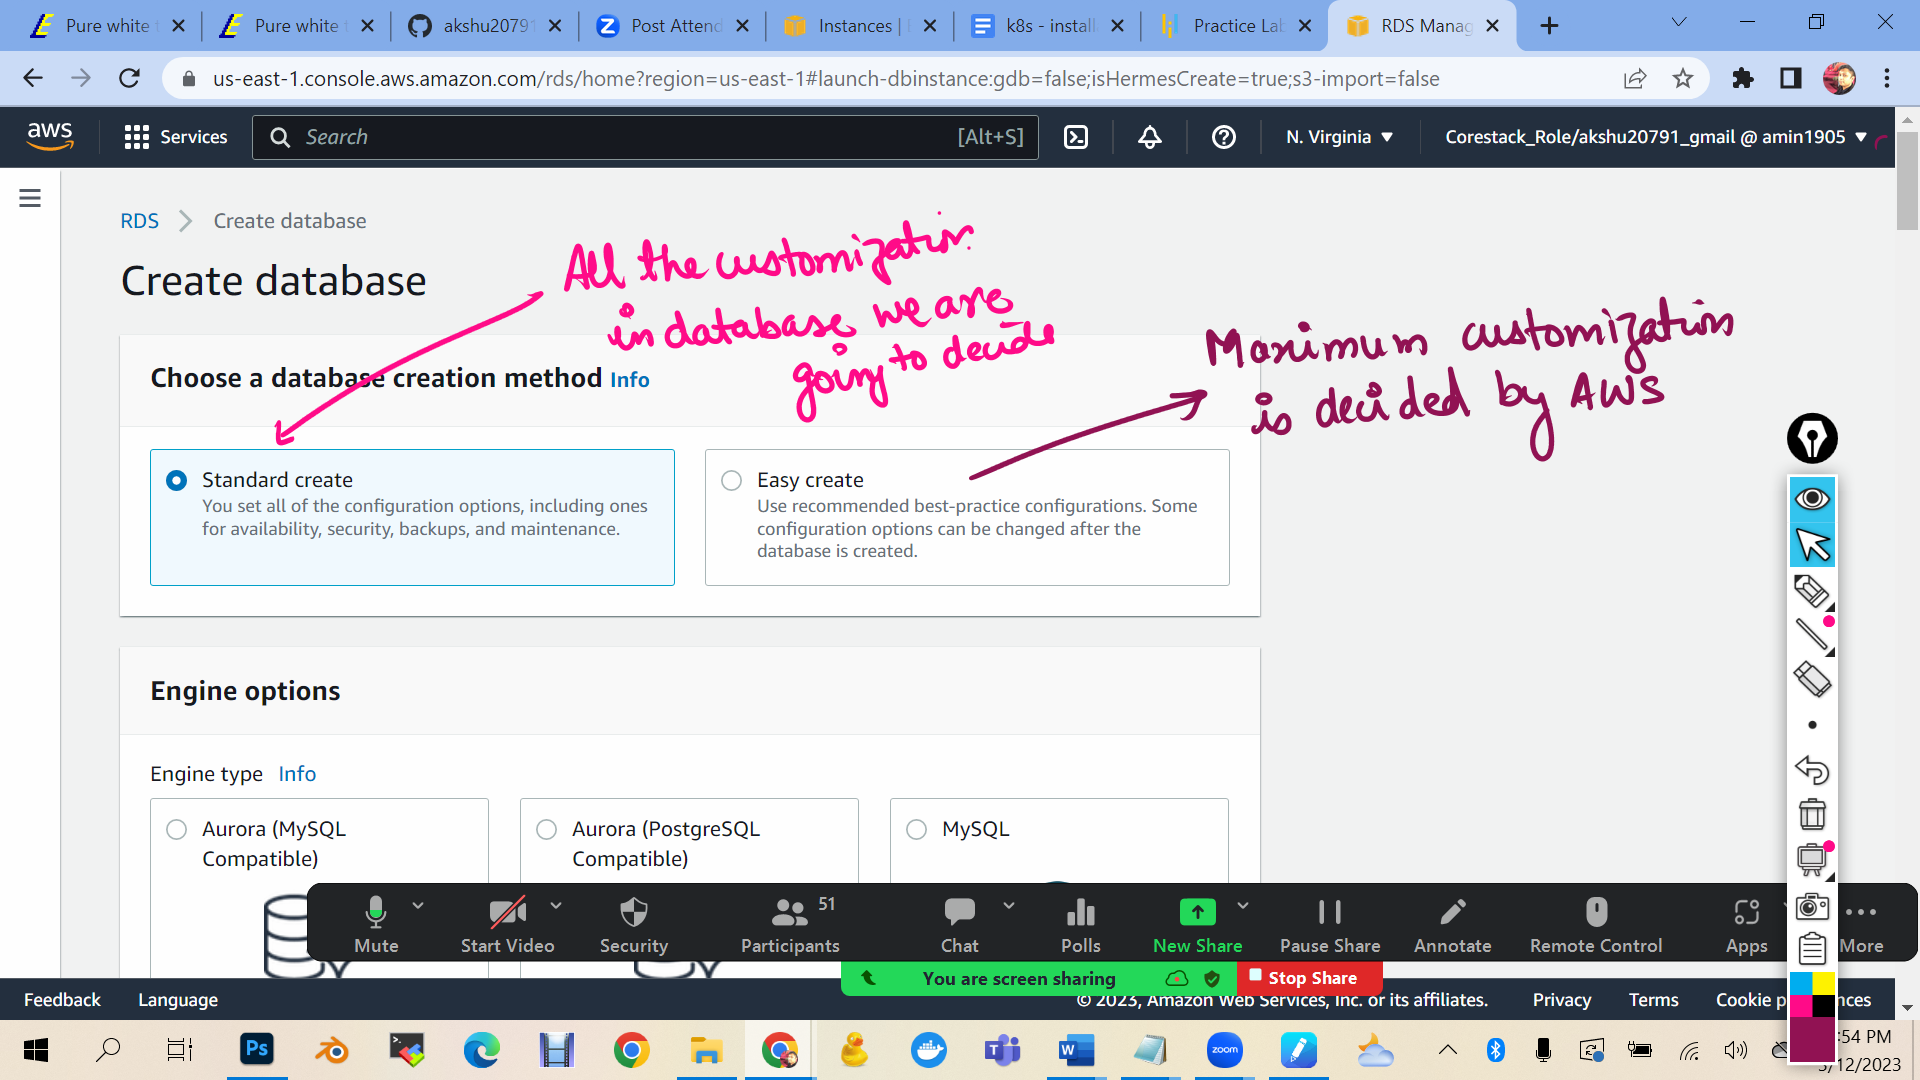 Pure white t
Pure white t
akshu20791
Post Attend
Instances | E
k8s - install
Practice Lab
RDS Manag
us-east-1.console.aws.amazon.com/rds/home?region=us-east-1#launch-dbinstance:gdb=false;isHermesCreate=true;s3-import=false
aws
Services
Search
[Alt+S]
N. Virginia
Corestack_Role/akshu20791_gmail @ amin1905
RDS
Create database
Create database
All the customization
in database we are
going to decide
Maximum customization
is decided by AWS
Choose a database creation method Info
Standard create
You set all of the configuration options, including ones
for availability, security, backups, and maintenance.
Easy create
Use recommended best-practice configurations. Some
configuration options can be changed after the
database is created.
Engine options
Engine type Info
Aurora (MySQL
Compatible)
Aurora (PostgreSQL
Compatible)
MySQL
51
Mute
Start Video
Security
Participants
Chat
Polls
New Share
Pause Share
Annotate
Remote Control
Apps
More
You are screen sharing
Stop Share
Feedback
Language
© 2023, Amazon Web Services, Inc. or its affiliates.
Privacy
Terms
Cookie p
nces
Ps
W
zoom
:54 PM
/12/2023